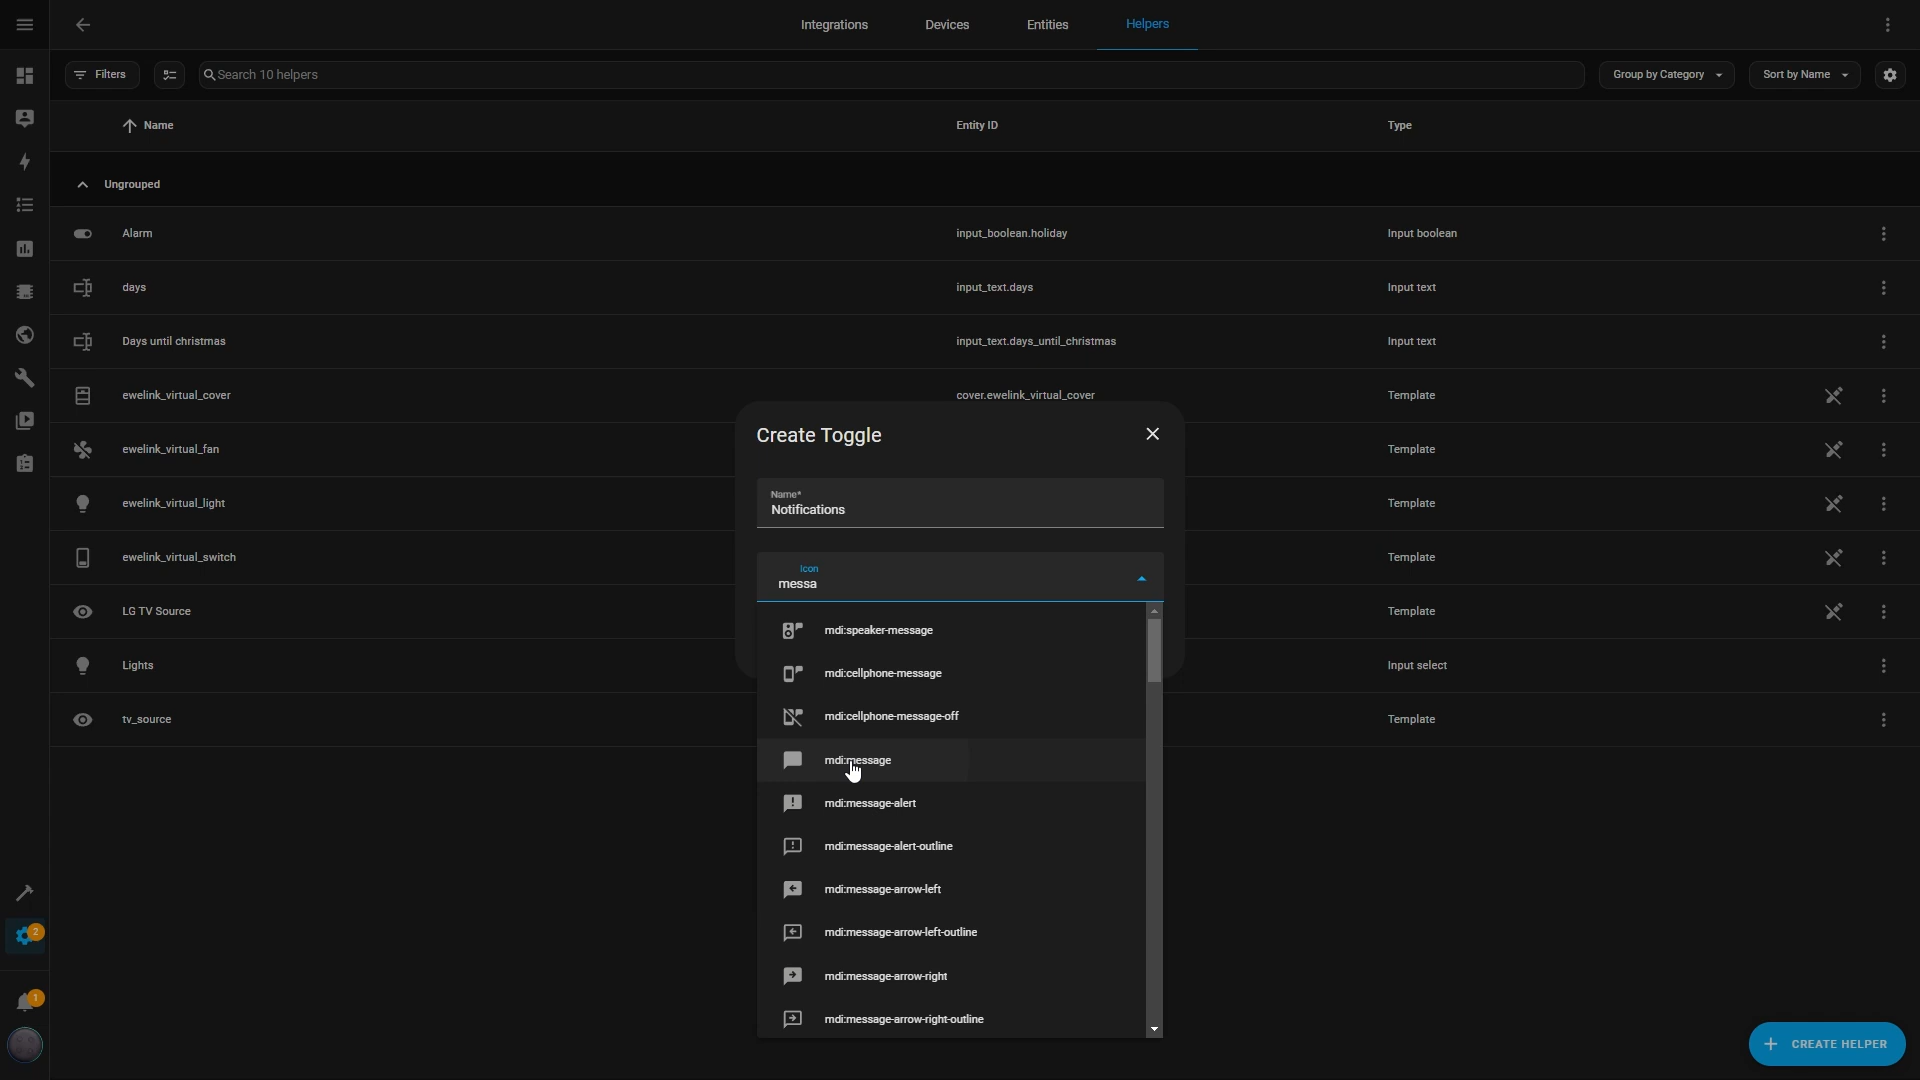 Integrations Devices Entities Helpers
Filters Search 10 helpers Group by Category Sort by Name
Name Entity ID Type
Ungrouped
Alarm input_boolean.holiday Input boolean
days input_text.days Input text
Days until christmas input_text.days_until_christmas Input text
ewelink_virtual_cover cover.ewelink_virtual_cover Template
ewelink_virtual_fan Template
ewelink_virtual_light Template
ewelink_virtual_switch Template
LG TV Source Template
Lights Input select
tv_source Template
Create Toggle
Name*
Notifications
Icon
messa
mdi:speaker-message
mdi:cellphone-message
mdi:cellphone-message-off
mdi:message
mdi:message-alert
mdi:message-alert-outline
mdi:message-arrow-left
mdi:message-arrow-left-outline
mdi:message-arrow-right
mdi:message-arrow-right-outline
2
1
CREATE HELPER